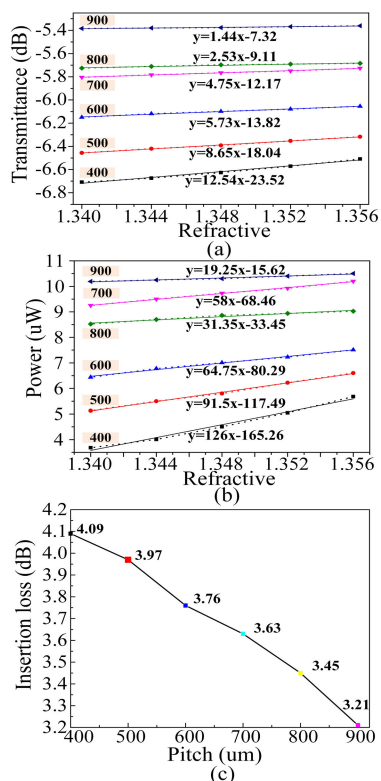 -5.4
-5.6
-5.8
-6.0
-6.2
-6.4
-6.6
-6.8
Transmittance (dB)
900
y=1.44x-7.32
800
y=2.53x-9.11
700
y=4.75x-12.17
600
y=5.73x-13.82
500
y=8.65x-18.04
400
y=12.54x-23.52
1.340 1.344 1.348 1.352 1.356
Refractive
(a)
11
10
9
8
7
6
5
4
Power (uW)
900
y=19.25x-15.62
700
y=58x-68.46
800
y=31.35x-33.45
600
y=64.75x-80.29
500
y=91.5x-117.49
400
y=126x-165.26
1.340 1.344 1.348 1.352 1.356
Refractive
(b)
4.2
4.1
4.0
3.9
3.8
3.7
3.6
3.5
3.4
3.3
3.2
Insertion loss (dB)
4.09
3.97
3.76
3.63
3.45
3.21
400 500 600 700 800 900
Pitch (um)
(c)